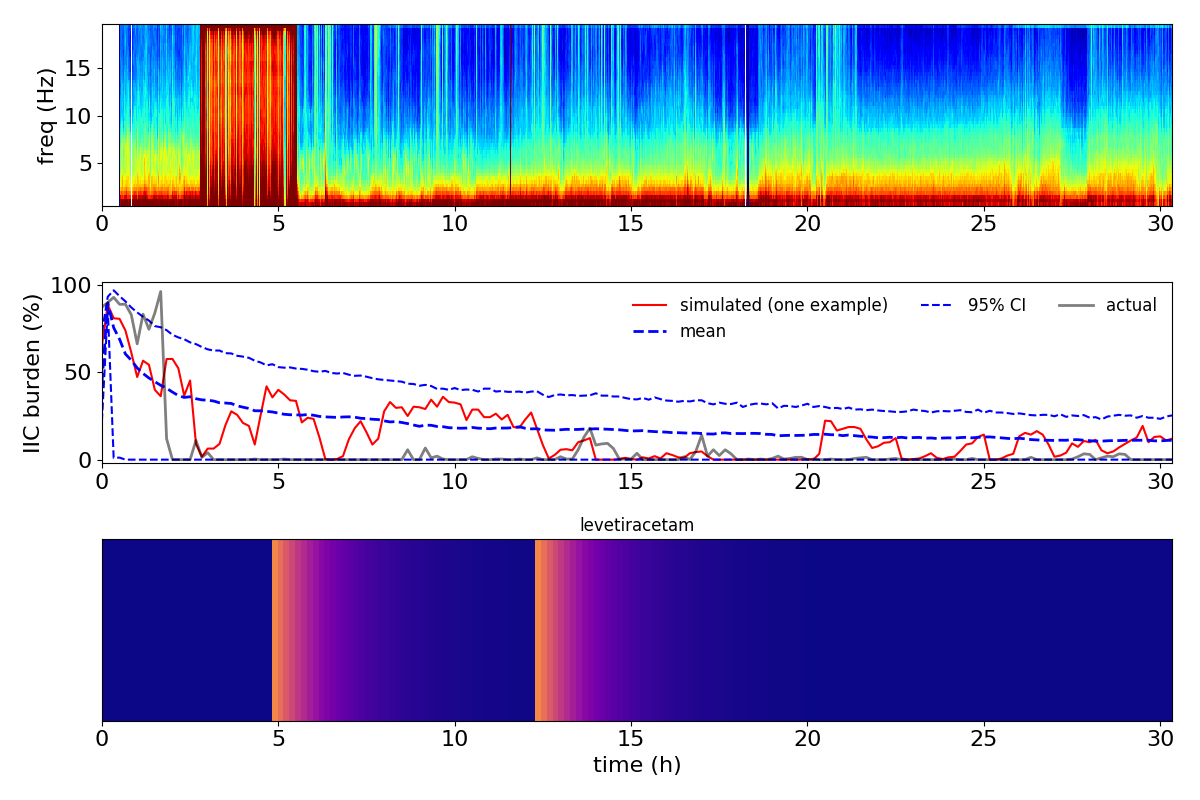 freq (Hz)
15
10
5
0 5 10 15 20 25 30
IIC burden (%)
100
50
0
simulated (one example)
mean
95% CI
actual
0 5 10 15 20 25 30
levetiracetam
0 5 10 15 20 25 30
time (h)